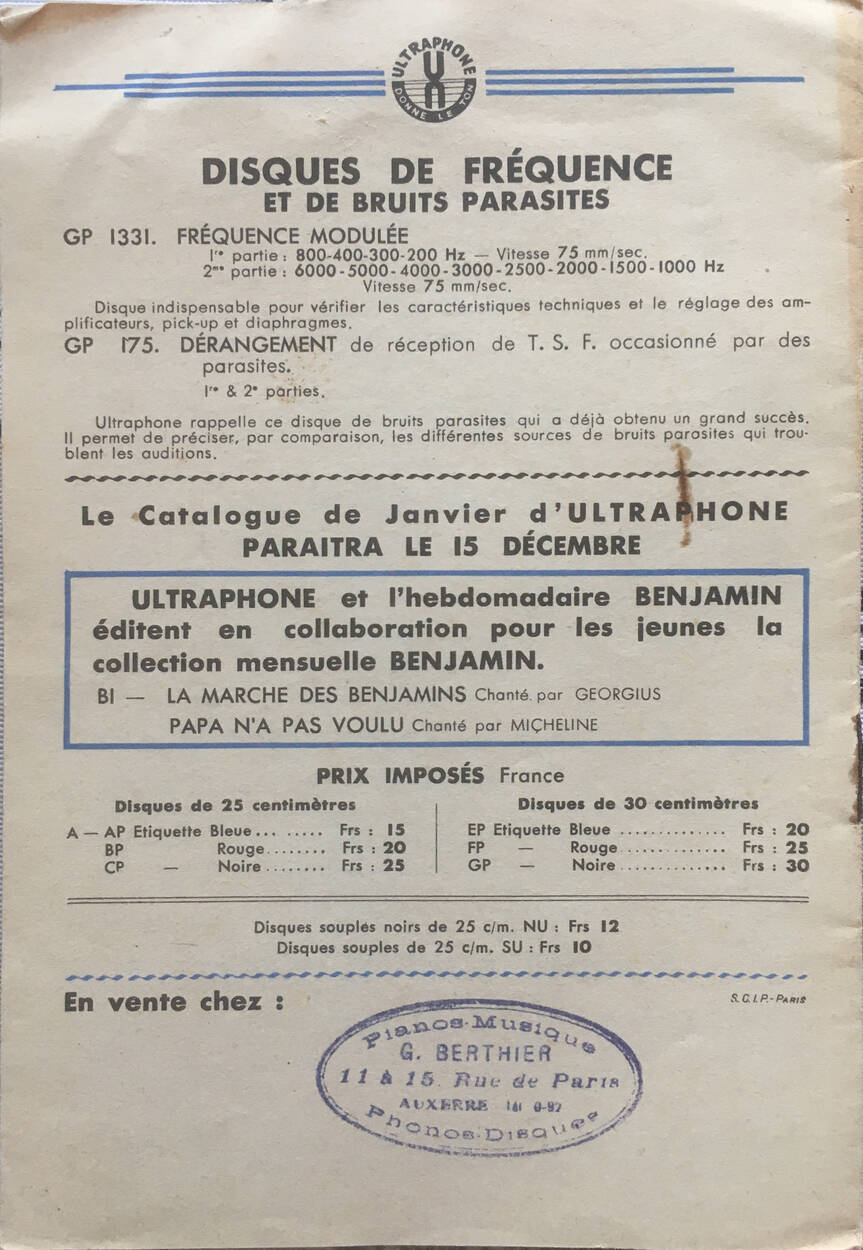 ULTRAPHONE
DONNE LE TON
DISQUES DE FRÉQUENCE
ET DE BRUITS PARASITES
GP 1331. FRÉQUENCE MODULÉE
1re partie : 800-400-300-200 Hz — Vitesse 75 mm/sec.
2me partie : 6000-5000-4000-3000-2500-2000-1500-1000 Hz
Vitesse 75 mm/sec.
Disque indispensable pour vérifier les caractéristiques techniques et le réglage des am-
plificateurs, pick-up et diaphragmes.
GP 175. DÉRANGEMENT de réception de T. S. F. occasionné par des
parasites.
1re & 2e parties.
Ultraphone rappelle ce disque de bruits parasites qui a déjà obtenu un grand succès.
Il permet de préciser, par comparaison, les différentes sources de bruits parasites qui trou-
blent les auditions.
Le Catalogue de Janvier d'ULTRAPHONE
PARAITRA LE 15 DÉCEMBRE
ULTRAPHONE et l'hebdomadaire BENJAMIN
éditent en collaboration pour les jeunes la
collection mensuelle BENJAMIN.
B1 — LA MARCHE DES BENJAMINS Chanté par GEORGIUS
PAPA N'A PAS VOULU Chanté par MICHELINE
PRIX IMPOSÉS France
Disques de 25 centimètres
A — AP Etiquette Bleue... ...... Frs : 15
BP Rouge........ Frs : 20
CP — Noire........ Frs : 25
Disques de 30 centimètres
EP Etiquette Bleue .............. Frs : 20
FP — Rouge .............. Frs : 25
GP — Noire .............. Frs : 30
Disques souples noirs de 25 c/m. NU : Frs 12
Disques souples de 25 c/m. SU : Frs 10
En vente chez :
S.C.I.P.-PARIS
Pianos-Musique
G. BERTHIER
11 à 15 Rue de Paris
AUXERRE
Phonos-Disques